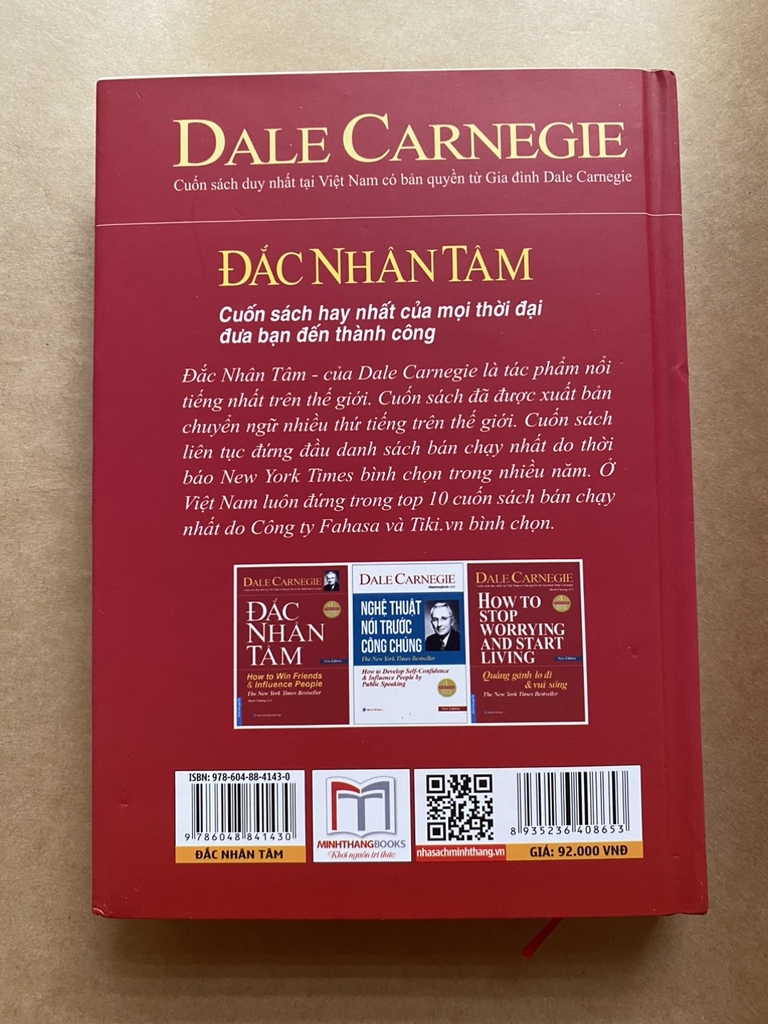 DALE CARNEGIE
Cuốn sách duy nhất tại Việt Nam có bản quyền từ Gia đình Dale Carnegie
ĐẮC NHÂN TÂM
Cuốn sách hay nhất của mọi thời đại
đưa bạn đến thành công
Đắc Nhân Tâm - của Dale Carnegie là tác phẩm nổi
tiếng nhất trên thế giới. Cuốn sách đã được xuất bản
chuyển ngữ nhiều thứ tiếng trên thế giới. Cuốn sách
liên tục đứng đầu danh sách bán chạy nhất do thời
báo New York Times bình chọn trong nhiều năm. Ở
Việt Nam luôn đứng trong top 10 cuốn sách bán chạy
nhất do Công ty Fahasa và Tiki.vn bình chọn.
DALE CARNEGIE
ĐẮC
NHÂN
TÂM
New Edition
How to Win Friends
& Influence People
The New York Times Bestseller
DALE CARNEGIE
NGHỆ THUẬT
NÓI TRƯỚC
CÔNG CHÚNG
The New York Times Bestseller
How to Develop Self-Confidence
& Influence People by
Public Speaking
New Edition
DALE CARNEGIE
HOW TO
STOP
WORRYING
AND START
LIVING
New Edition
Quẳng gánh lo đi
& vui sống
The New York Times Bestseller
ISBN: 978-604-88-4143-0
9 786048 841430
ĐẮC NHÂN TÂM
MINHTHANGBOOKS
Khơi nguồn tri thức
nhasachminhthang.vn
8 935236 408653
GIÁ: 92.000 VNĐ